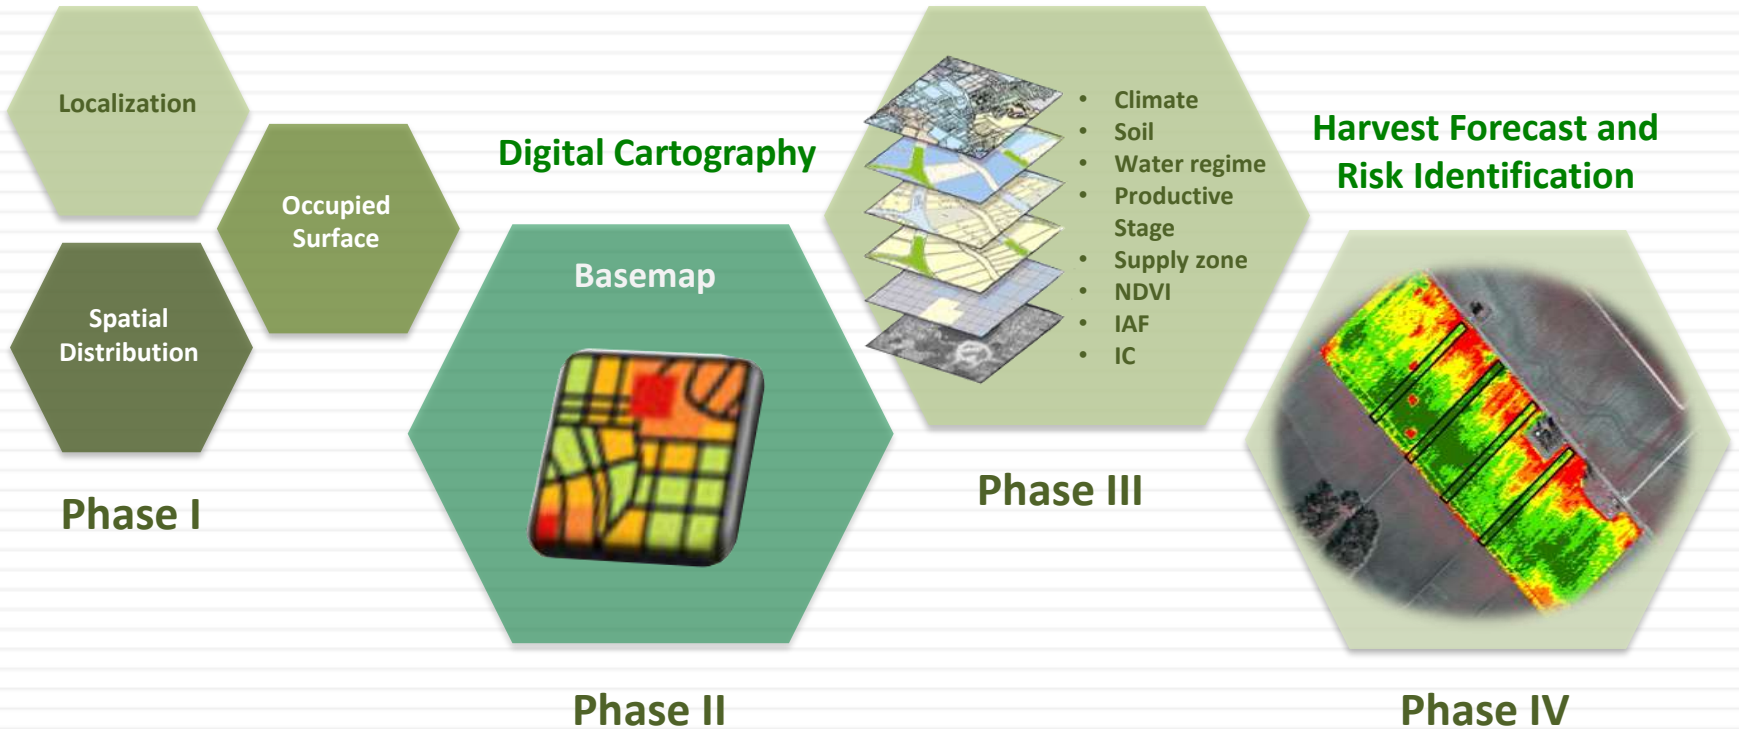 Localization
Occupied
Surface
Spatial
Distribution
Phase I
Digital Cartography
Basemap
Phase II
• Climate
• Soil
• Water regime
• Productive
Stage
• Supply zone
• NDVI
• IAF
• IC
Phase III
Harvest Forecast and
Risk Identification
Phase IV